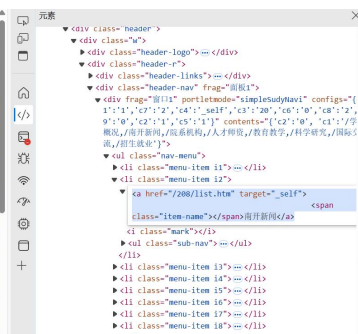 元素
<div class="header">
<div class="w">
<div class="header-logo">⋯</div>
<div class="header-r">
<div class="header-links">⋯</div>
<div class="header-nav" frag="面板1">
<div frag="窗口1" portletmode="simpleSudyNavi" configs="{
1':'1','c7':'2','c4':'_self','c3':'20','c6':'0','c8':'2',
9':'0','c2':'1','c5':'1'}" contents="{'c2':'0', 'c1':'/学
概况,/南开新闻,/院系机构,/人才师资,/教育教学,/科学研究,/国际交
流,/招生就业'}">
<ul class="nav-menu">
<li class="menu-item i1">⋯</li>
<li class="menu-item i2">
<a href="/208/list.htm" target="_self">
<span
class="item-name"></span>南开新闻</a>
<i class="mark"></i>
<ul class="sub-nav">⋯</ul>
</li>
<li class="menu-item i3">⋯</li>
<li class="menu-item i4">⋯</li>
<li class="menu-item i5">⋯</li>
<li class="menu-item i6">⋯</li>
<li class="menu-item i7">⋯</li>
<li class="menu-item i8">⋯</li>